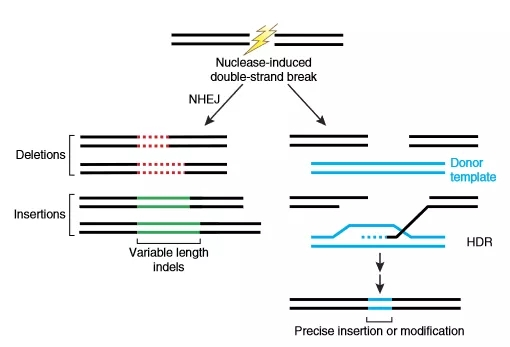 Nuclease-induced
double-strand break
NHEJ
Deletions
Insertions
Variable length
indels
Donor
template
HDR
Precise insertion or modification